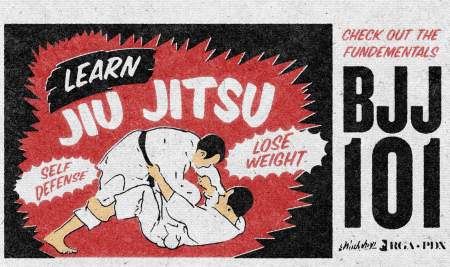 LEARN
JIU JITSU
SELF
DEFENSE
LOSE
WEIGHT
CHECK OUT THE
FUNDEMENTALS
BJJ
101
RGA • PDX